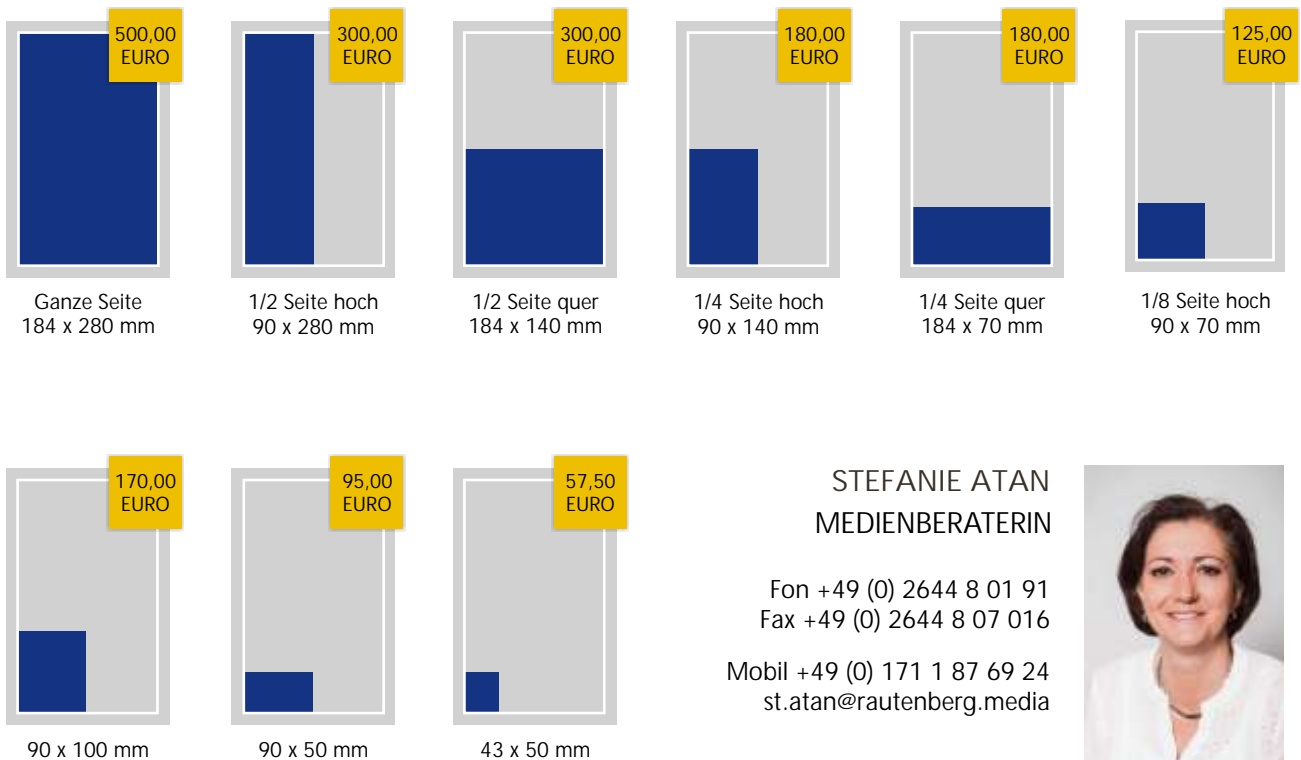 500,00
EURO
300,00
EURO
300,00
EURO
180,00
EURO
180,00
EURO
125,00
EURO
Ganze Seite
184 x 280 mm
1/2 Seite hoch
90 x 280 mm
1/2 Seite quer
184 x 140 mm
1/4 Seite hoch
90 x 140 mm
1/4 Seite quer
184 x 70 mm
1/8 Seite hoch
90 x 70 mm
170,00
EURO
95,00
EURO
57,50
EURO
90 x 100 mm
90 x 50 mm
43 x 50 mm
STEFANIE ATAN
MEDIENBERATERIN
Fon +49 (0) 2644 8 01 91
Fax +49 (0) 2644 8 07 016
Mobil +49 (0) 171 1 87 69 24
st.atan@rautenberg.media